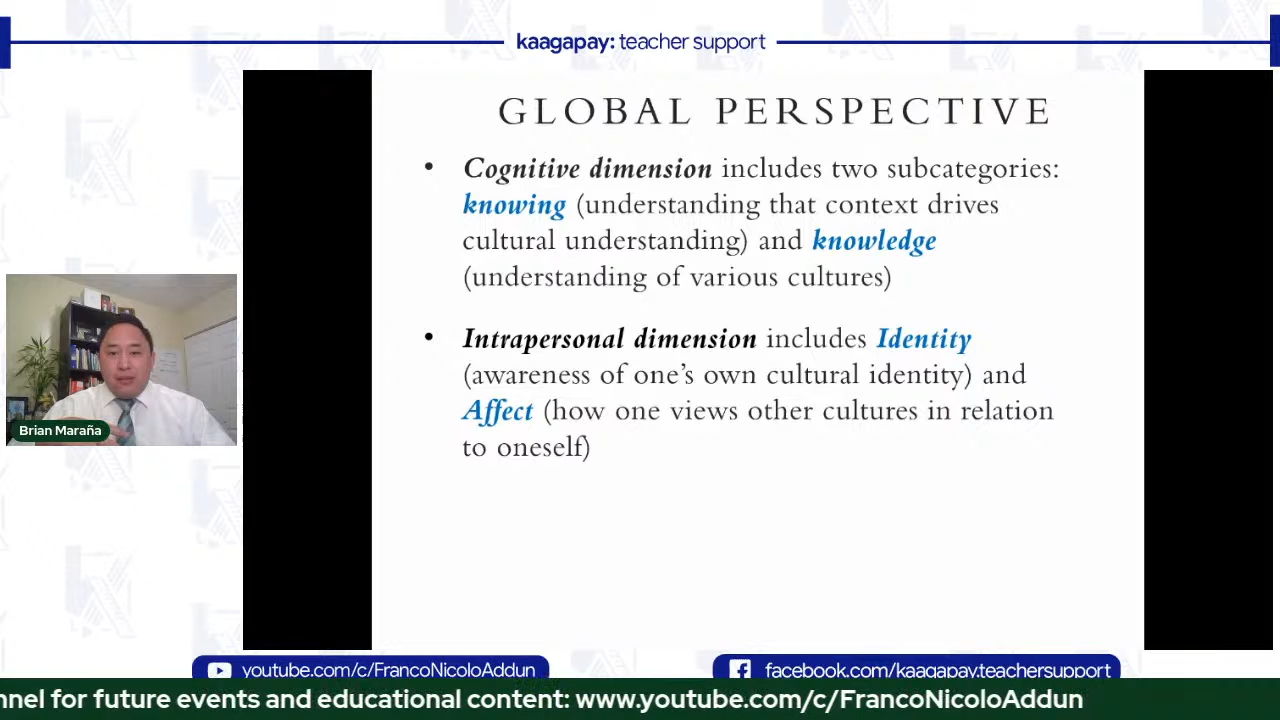 kaagapay: teacher support
GLOBAL PERSPECTIVE
• Cognitive dimension includes two subcategories:
knowing (understanding that context drives
cultural understanding) and knowledge
(understanding of various cultures)
• Intrapersonal dimension includes Identity
(awareness of one's own cultural identity) and
Affect (how one views other cultures in relation
to oneself)
Brian Maraña
youtube.com/c/FrancoNicoloAddun
facebook.com/kaagapay.teachersupport
nnel for future events and educational content: www.youtube.com/c/FrancoNicoloAddun